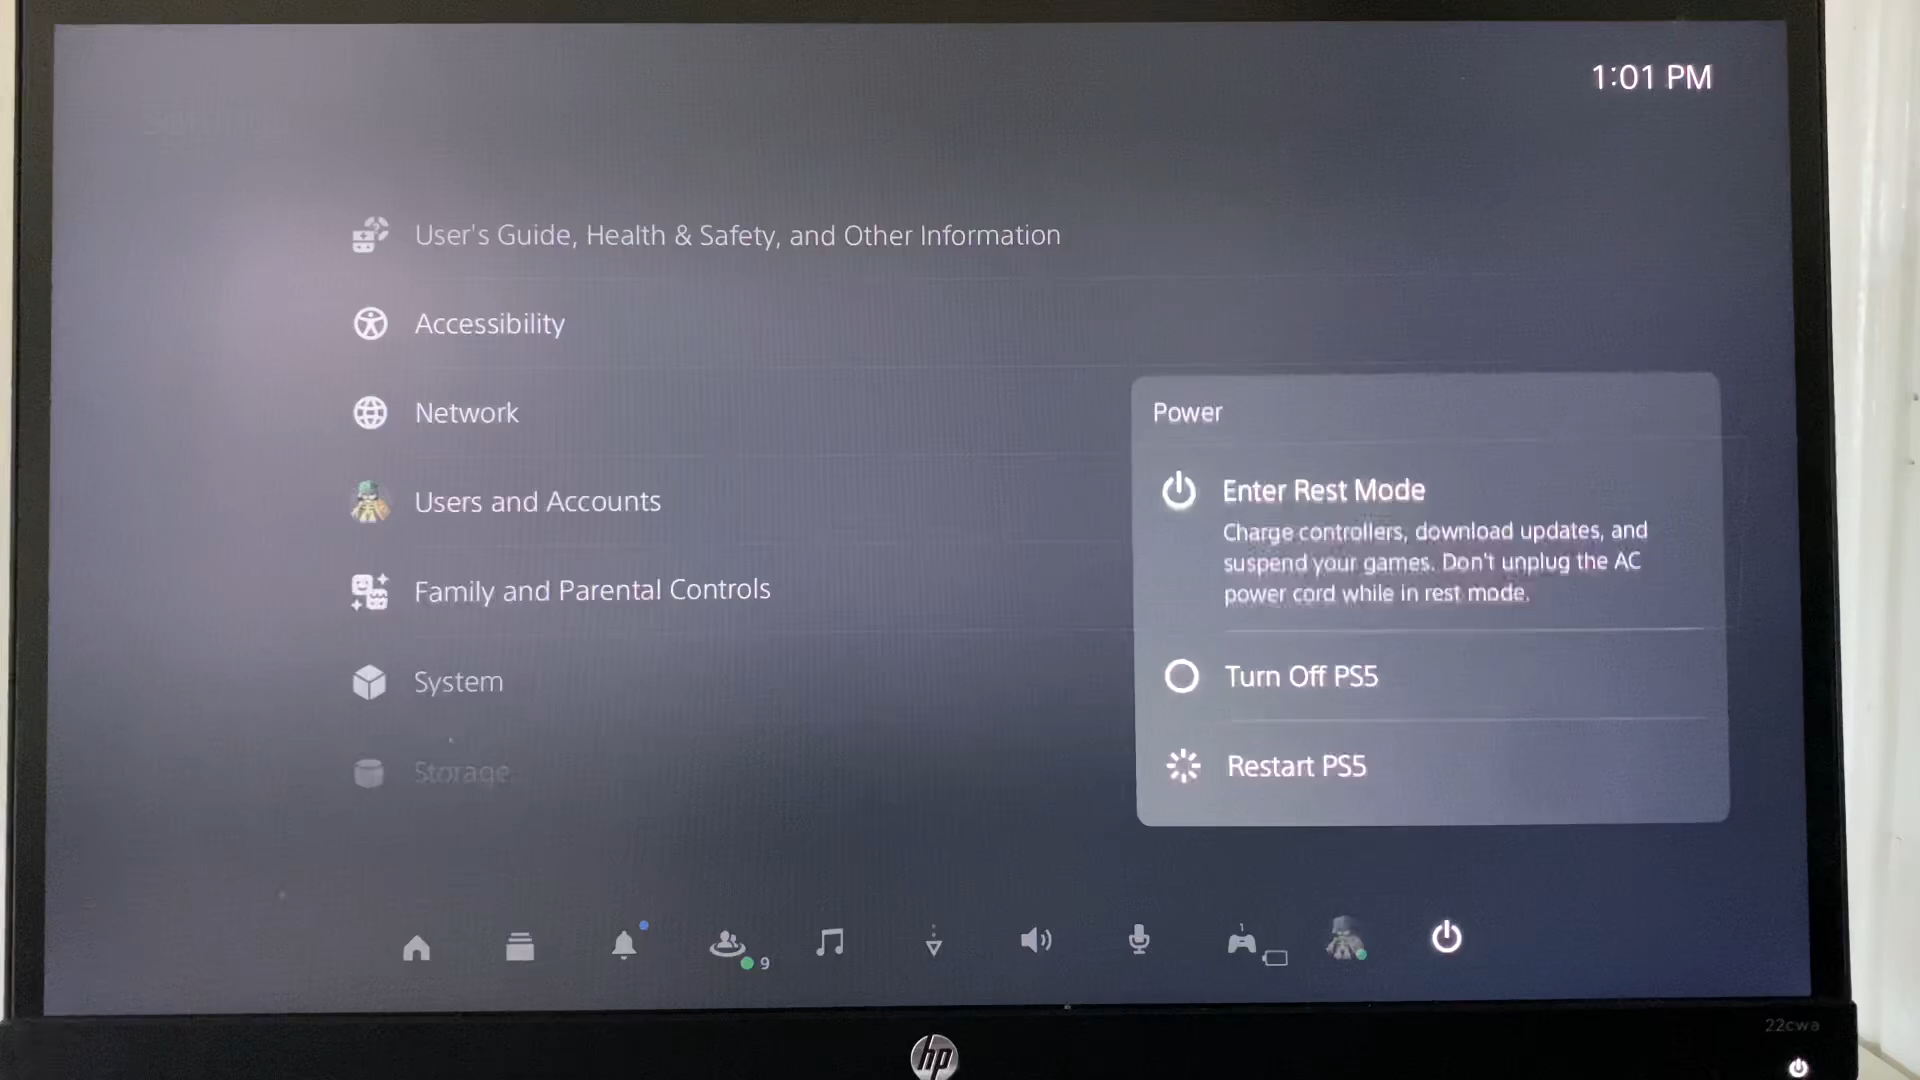 1:01 PM
User's Guide, Health & Safety, and Other Information
Accessibility
Network
Users and Accounts
Family and Parental Controls
System
Storage
Power
Enter Rest Mode
Charge controllers, download updates, and
suspend your games. Don't unplug the AC
power cord while in rest mode.
Turn Off PS5
Restart PS5
9
1
22cwa
hp